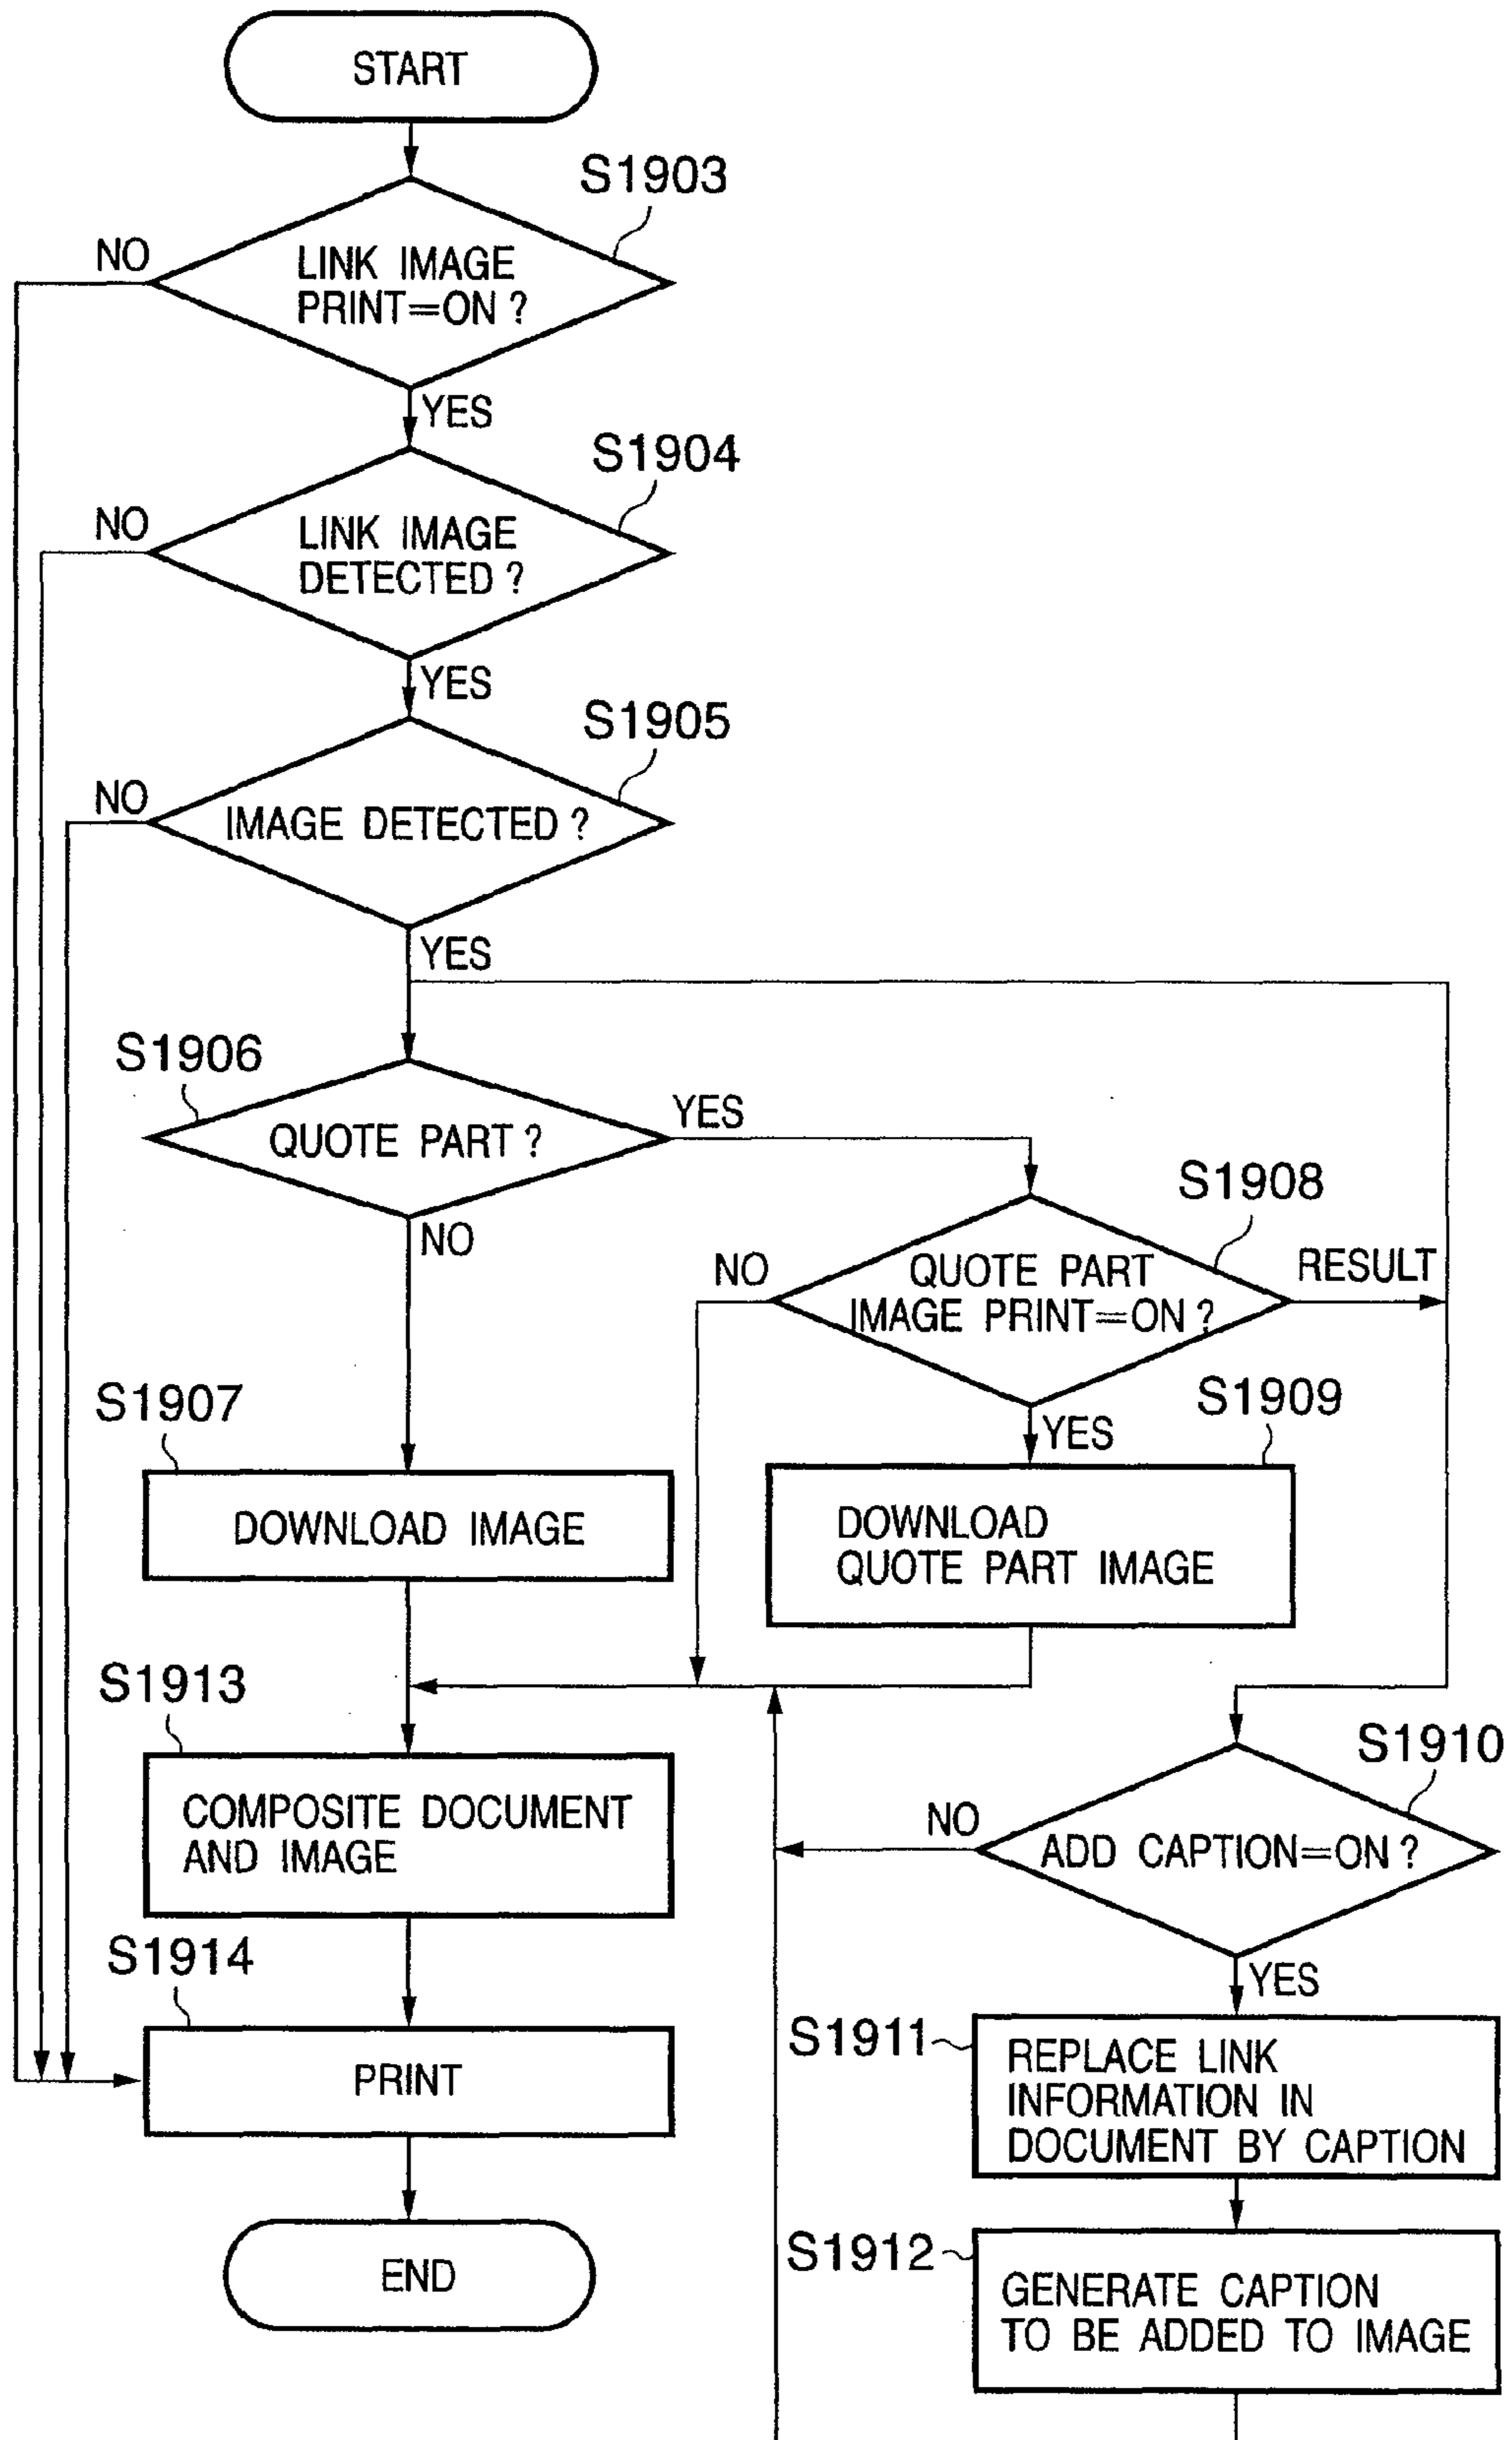 START
S1903
NO
LINK IMAGE
PRINT=ON ?
YES
S1904
NO
LINK IMAGE
DETECTED ?
YES
S1905
NO
IMAGE DETECTED ?
YES
S1906
QUOTE PART ?
YES
NO
S1908
NO
QUOTE PART
IMAGE PRINT=ON ?
RESULT
YES
S1907
DOWNLOAD IMAGE
S1909
DOWNLOAD
QUOTE PART IMAGE
S1913
COMPOSITE DOCUMENT
AND IMAGE
S1910
NO
ADD CAPTION=ON ?
YES
S1914
PRINT
S1911
REPLACE LINK
INFORMATION IN
DOCUMENT BY CAPTION
END
S1912
GENERATE CAPTION
TO BE ADDED TO IMAGE